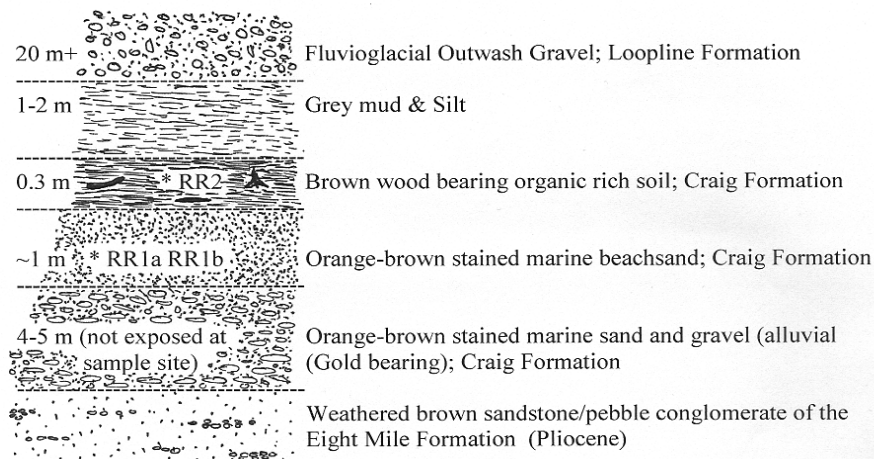 20 m+ Fluvioglacial Outwash Gravel; Loopline Formation
1-2 m Grey mud & Silt
0.3 m * RR2 Brown wood bearing organic rich soil; Craig Formation
~1 m * RR1a RR1b Orange-brown stained marine beachsand; Craig Formation
4-5 m (not exposed at sample site)
Orange-brown stained marine sand and gravel (alluvial
(Gold bearing); Craig Formation
Weathered brown sandstone/pebble conglomerate of the
Eight Mile Formation (Pliocene)